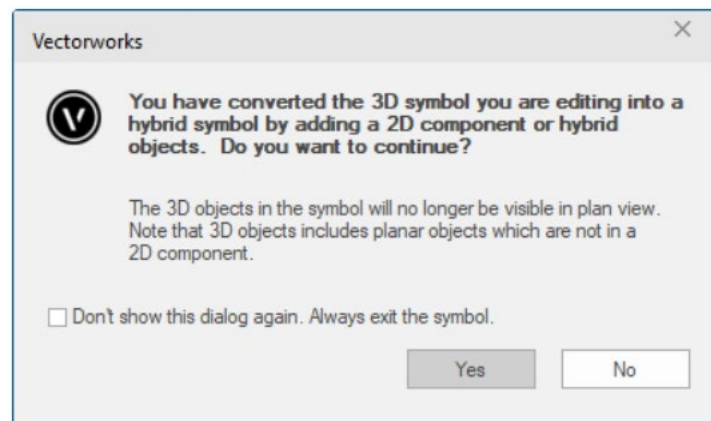 Vectorworks
You have converted the 3D symbol you are editing into a
hybrid symbol by adding a 2D component or hybrid
objects. Do you want to continue?
The 3D objects in the symbol will no longer be visible in plan view.
Note that 3D objects includes planar objects which are not in a
2D component.
Don't show this dialog again. Always exit the symbol.
Yes No